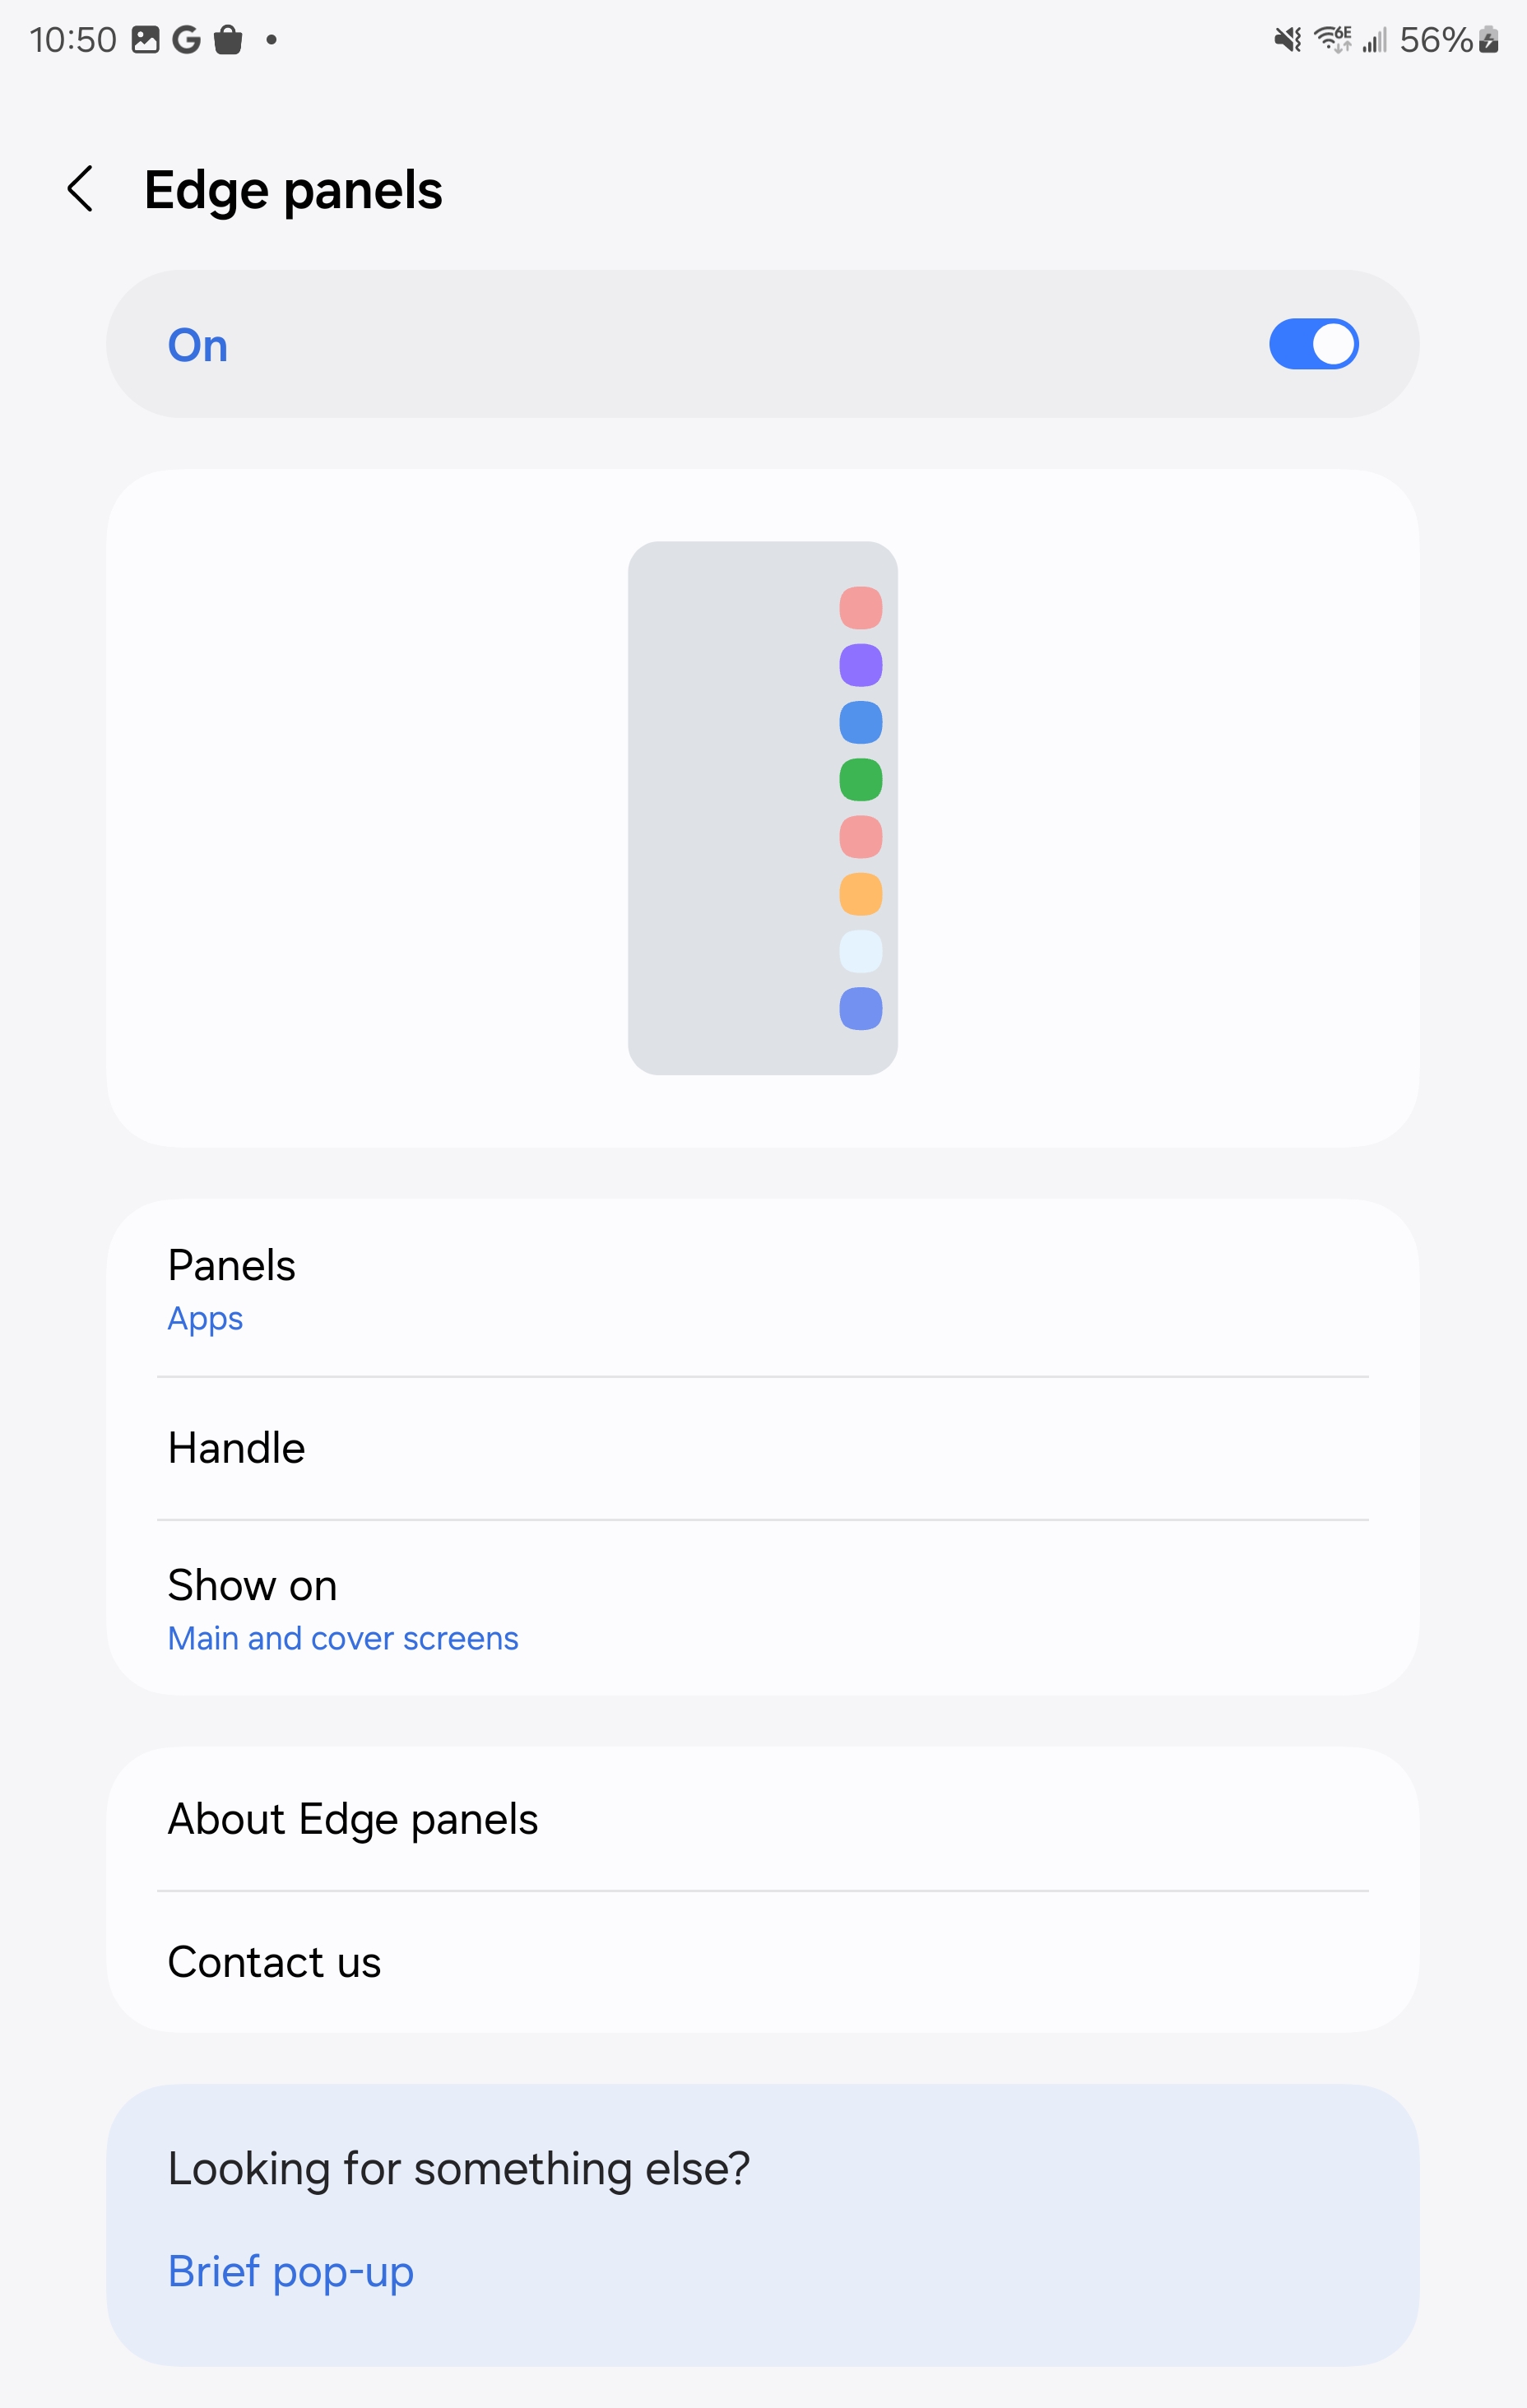 10:50 G 6E 56%
Edge panels
On
Panels
Apps
Handle
Show on
Main and cover screens
About Edge panels
Contact us
Looking for something else?
Brief pop-up